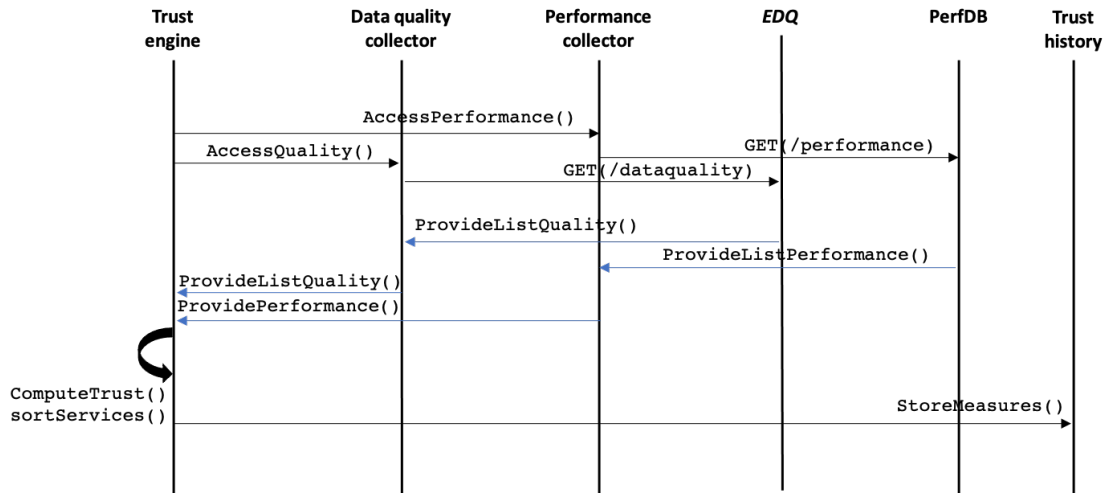 Trust
engine
Data quality
collector
Performance
collector
EDQ
PerfDB
Trust
history
AccessPerformance()
GET(/performance)
AccessQuality()
GET(/dataquality)
ProvideListQuality()
ProvideListPerformance()
ProvideListQuality()
ProvidePerformance()
ComputeTrust()
sortServices()
StoreMeasures()